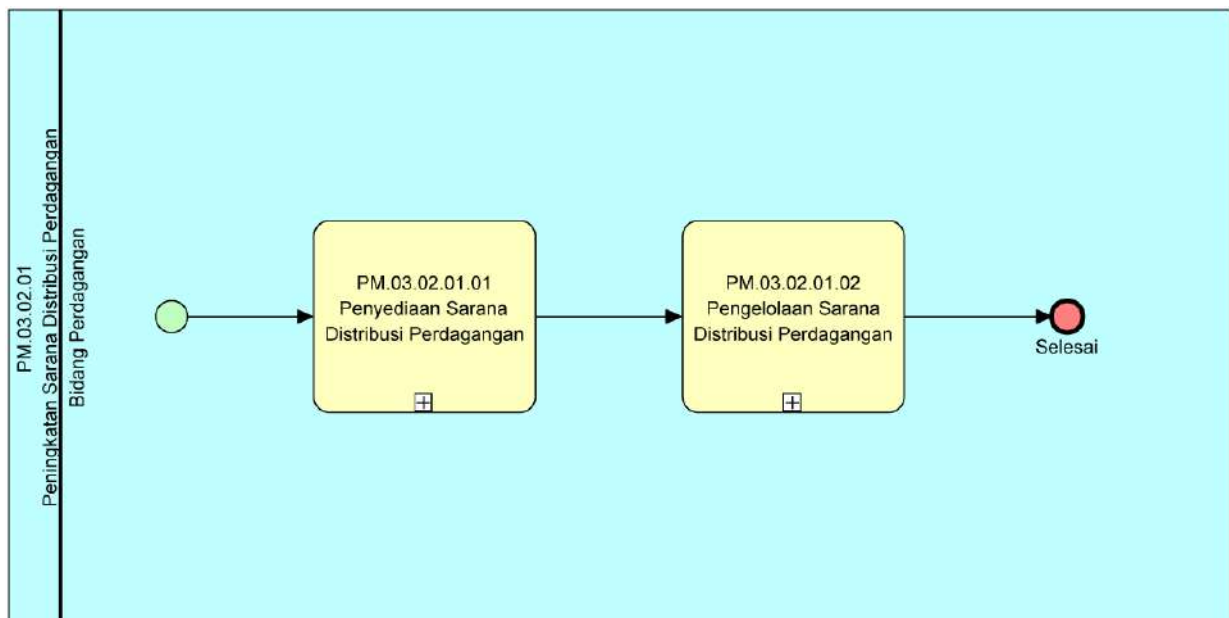 PM.03.02.01
Peningkatan Sarana Distribusi Perdagangan
Bidang Perdagangan
PM.03.02.01.01
Penyediaan Sarana
Distribusi Perdagangan
PM.03.02.01.02
Pengelolaan Sarana
Distribusi Perdagangan
Selesai